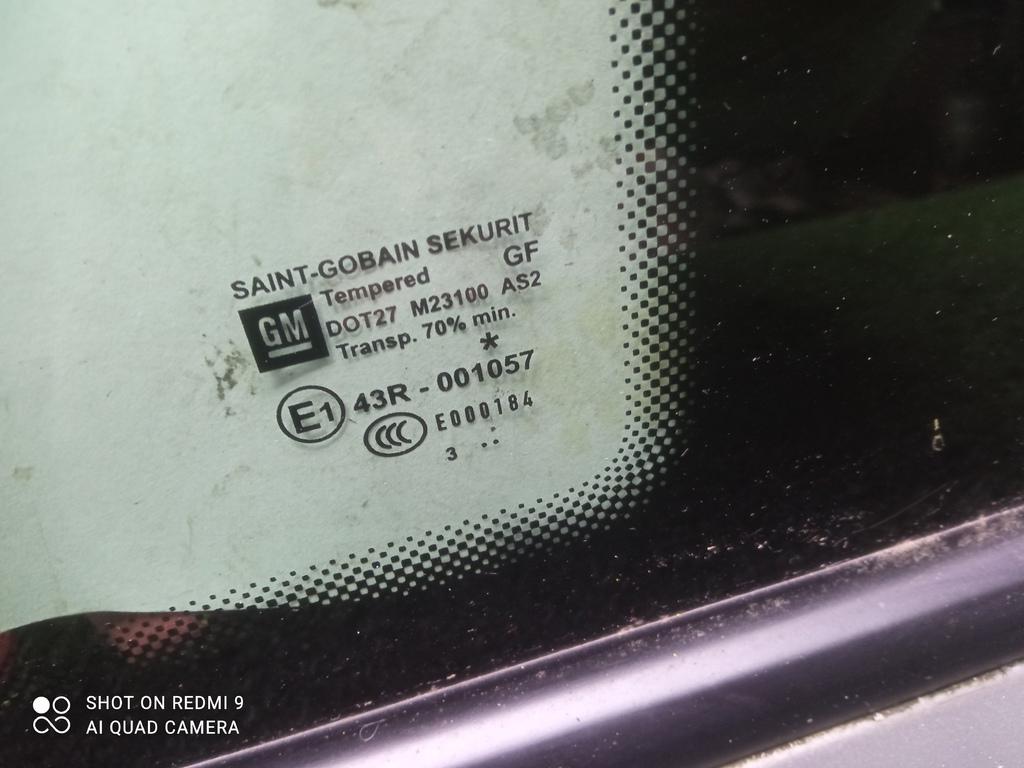 SAINT-GOBAIN SEKURIT
GM
Tempered GF
DOT27 M23100 AS2
Transp. 70% min.
*
E1 43R - 001057
CCC E000184
3 ..
SHOT ON REDMI 9
AI QUAD CAMERA